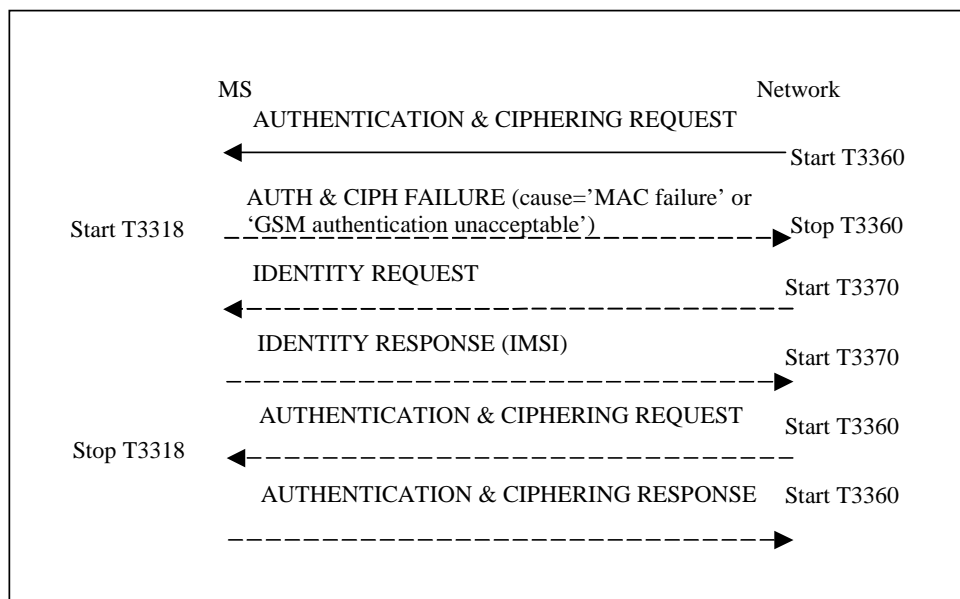 MS Network
AUTHENTICATION & CIPHERING REQUEST
Start T3360
AUTH & CIPH FAILURE (cause=’MAC failure’ or
‘GSM authentication unacceptable’)
Start T3318
Stop T3360
IDENTITY REQUEST
Start T3370
IDENTITY RESPONSE (IMSI)
Start T3370
AUTHENTICATION & CIPHERING REQUEST
Start T3360
Stop T3318
AUTHENTICATION & CIPHERING RESPONSE
Start T3360